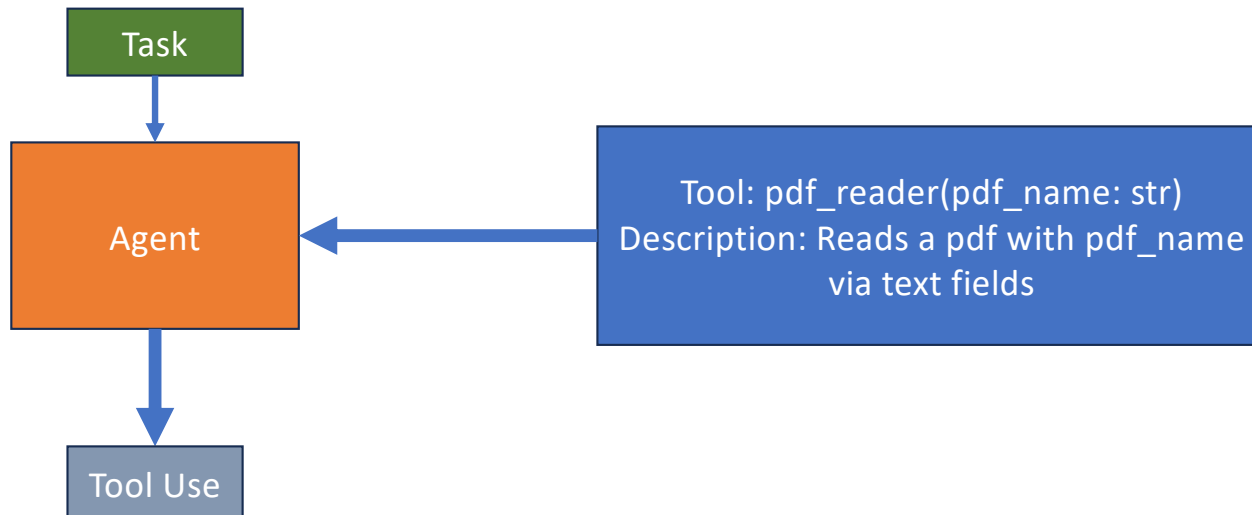 Task
Agent
Tool: pdf_reader(pdf_name: str)
Description: Reads a pdf with pdf_name
via text fields
Tool Use